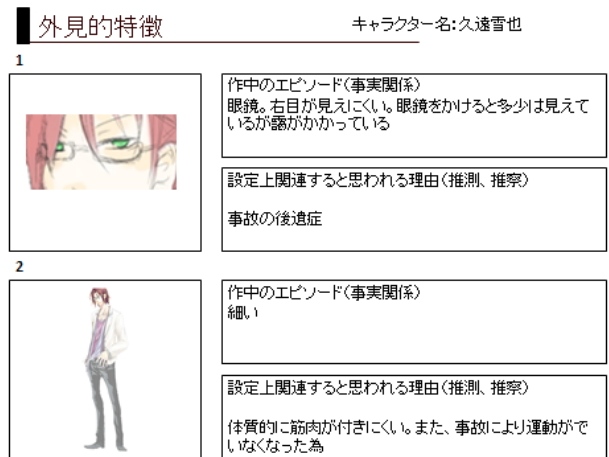 外見的特徴
キャラクター名:久遠雪也
1
作中のエピソード(事実関係)
眼鏡。右目が見えにくい。眼鏡をかけると多少は見えて
いるが靄がかかっている
設定上関連すると思われる理由(推測、推察)
事故の後遺症
2
作中のエピソード(事実関係)
細い
設定上関連すると思われる理由(推測、推察)
体質的に筋肉が付きにくい。また、事故により運動がで
いなくなった為